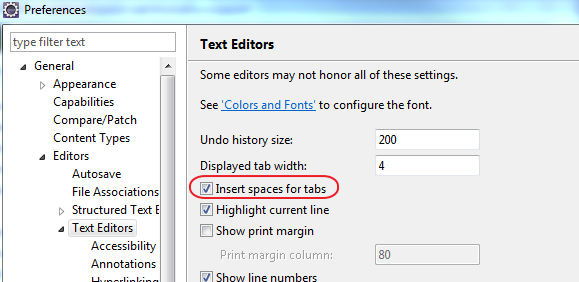 Preferences
type filter text
General
Appearance
Capabilities
Compare/Patch
Content Types
Editors
Autosave
File Associations
Structured Text E
Text Editors
Accessibility
Annotations
Hyperlinking
Text Editors
Some editors may not honor all of these settings.
See 'Colors and Fonts' to configure the font.
Undo history size: 200
Displayed tab width: 4
Insert spaces for tabs
Highlight current line
Show print margin
Print margin column: 80
Show line numbers